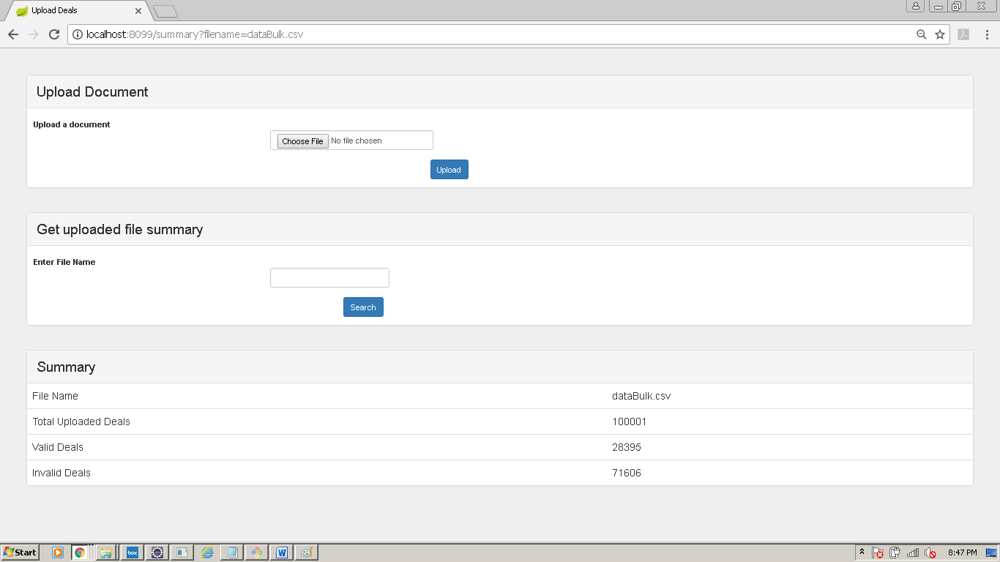 Upload Deals
localhost:8099/summary?filename=dataBulk.csv
Upload Document
Upload a document
Choose File No file chosen
Upload
Get uploaded file summary
Enter File Name
Search
Summary
File Name dataBulk.csv
Total Uploaded Deals 100001
Valid Deals 28395
Invalid Deals 71606
Start box W 8:47 PM